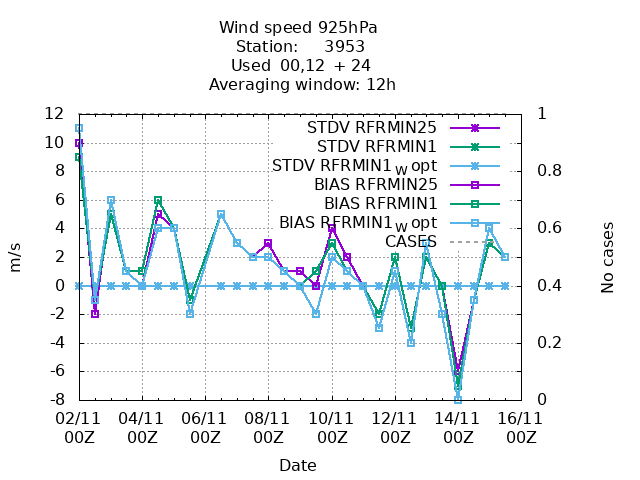 Wind speed 925hPa
Station: 3953
Used 00,12 + 24
Averaging window: 12h
12 1
STDV RFRMIN25
10 STDV RFRMIN1
STDV RFRMIN1 w opt
8 BIAS RFRMIN25 0.8
BIAS RFRMIN1
6 BIAS RFRMIN1 w opt
4 0.6
CASES
2
0 0.4
-2
-4 0.2
-6
-8 0
m/s
No cases
02/11 04/11 06/11 08/11 10/11 12/11 14/11 16/11
00Z 00Z 00Z 00Z 00Z 00Z 00Z 00Z
Date